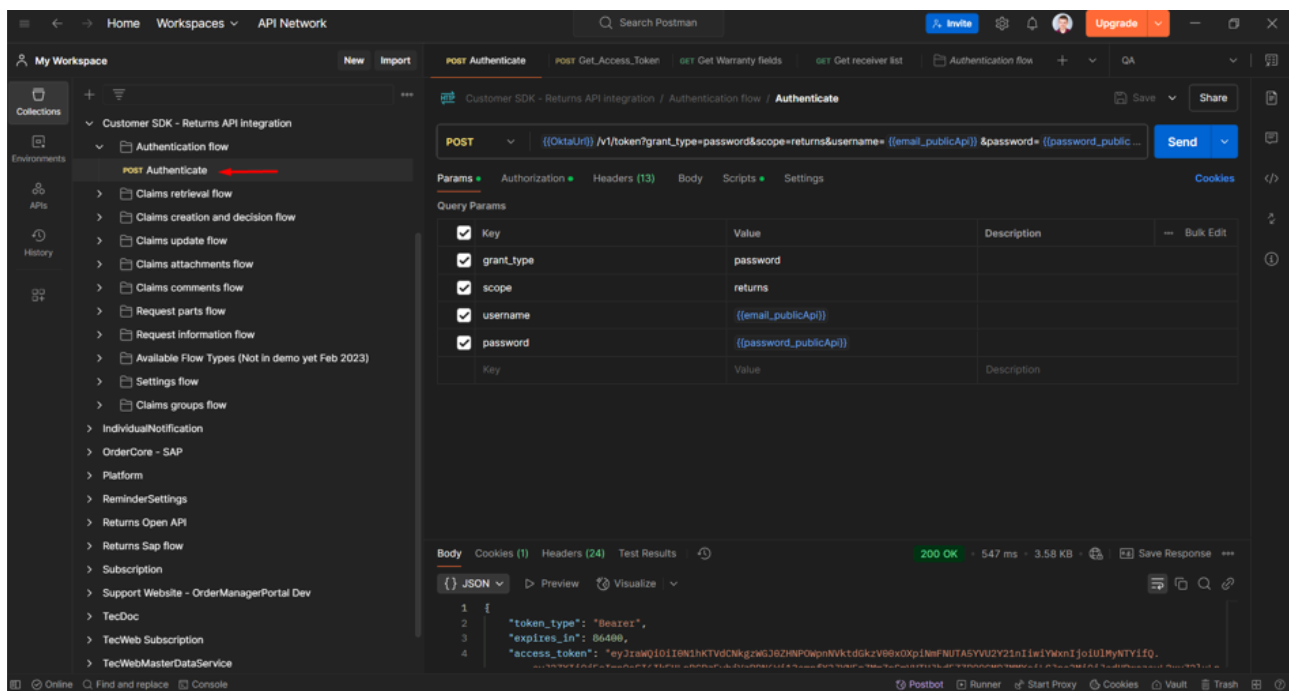 Home Workspaces API Network Search Postman Invite Upgrade
My Workspace New Import
POST Authenticate POST Get_Access_Token GET Get Warranty fields GET Get receiver list Authentication flow QA
Collections
Environments
APIs
History
Customer SDK - Returns API integration
Authentication flow
POST Authenticate
Claims retrieval flow
Claims creation and decision flow
Claims update flow
Claims attachments flow
Claims comments flow
Request parts flow
Request information flow
Available Flow Types (Not in demo yet Feb 2023)
Settings flow
Claims groups flow
IndividualNotification
OrderCore - SAP
Platform
ReminderSettings
Returns Open API
Returns Sap flow
Subscription
Support Website - OrderManagerPortal Dev
TecDoc
TecWeb Subscription
TecWebMasterDataService
HTTP Customer SDK - Returns API integration / Authentication flow / Authenticate Save Share
POST {{OktaUrl}} /v1/token?grant_type=password&scope=returns&username= {{email_publicApi}} &password= {{password_public ... Send
Params Authorization Headers (13) Body Scripts Settings Cookies
Query Params
Key Value Description Bulk Edit
grant_type password
scope returns
username {{email_publicApi}}
password {{password_publicApi}}
Key Value Description
Body Cookies (1) Headers (24) Test Results 200 OK 547 ms 3.58 KB Save Response
{} JSON Preview Visualize
1 {
2 "token_type": "Bearer",
3 "expires_in": 86400,
4 "access_token":
Online Find and replace Console Postbot Runner Start Proxy Cookies Vault Trash